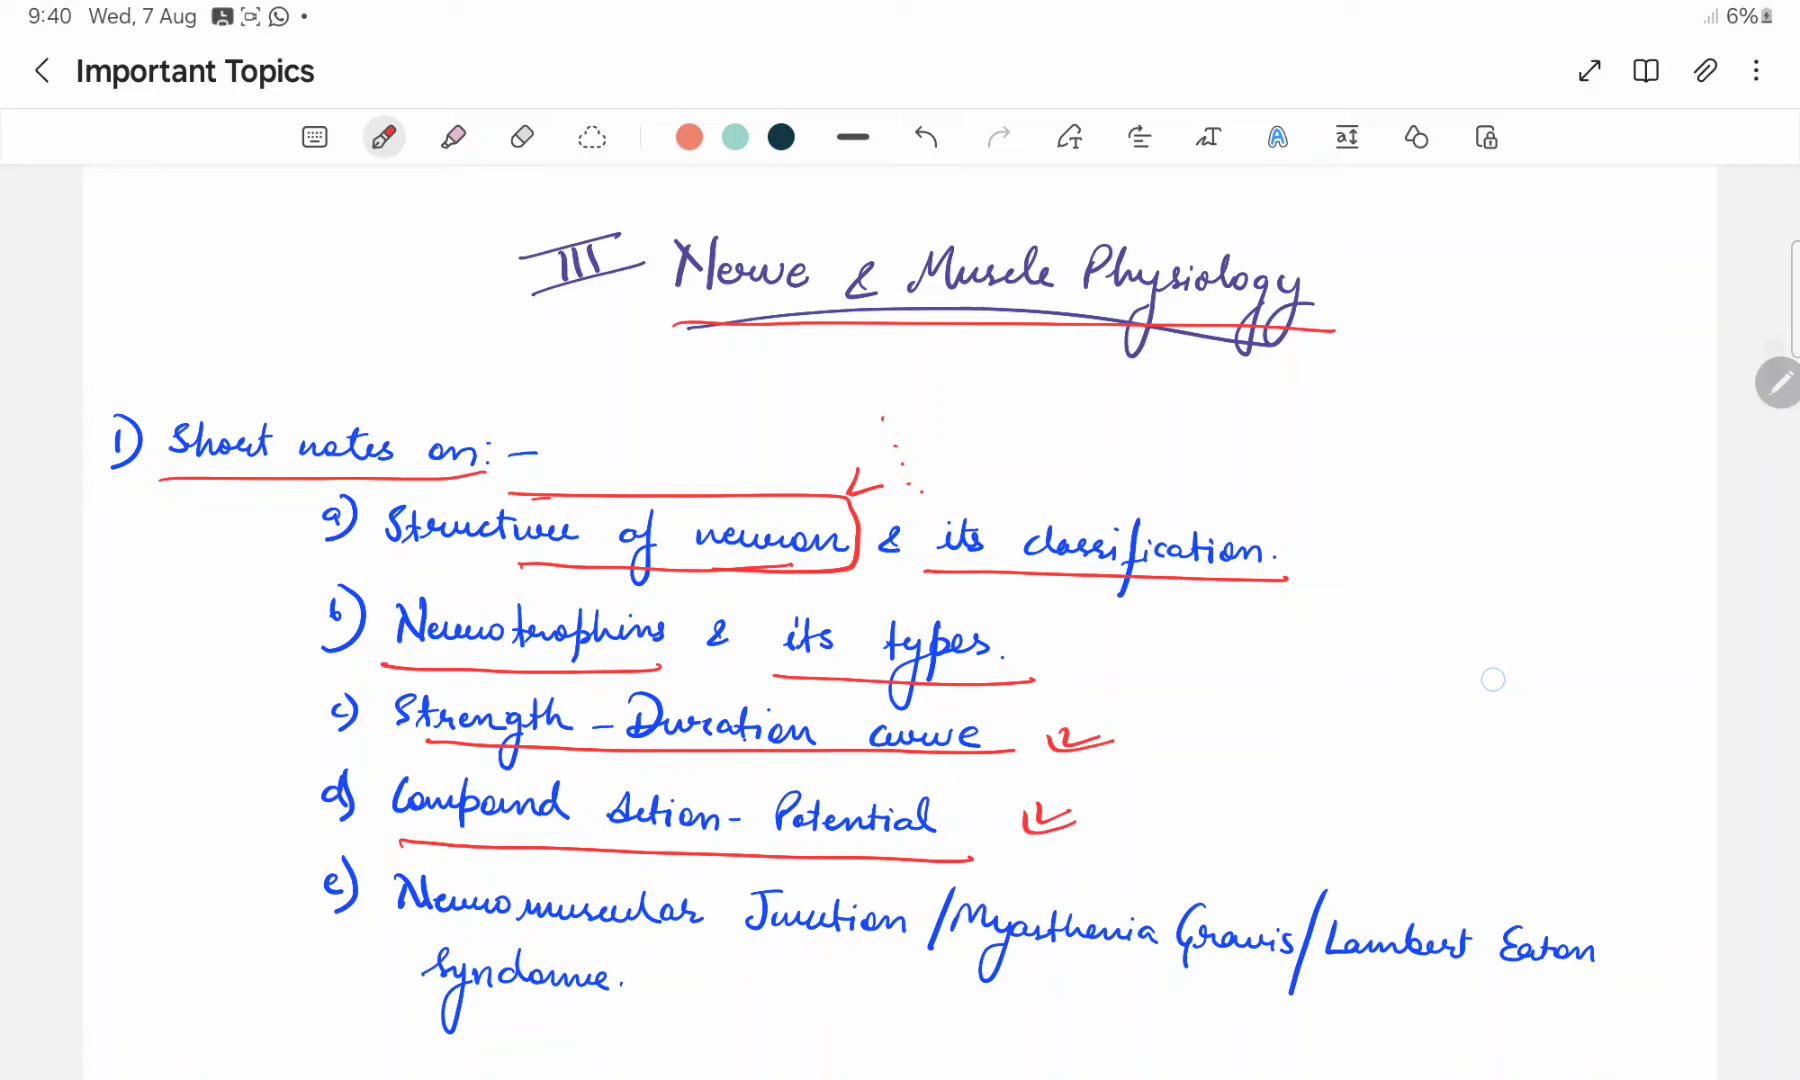 9:40 Wed, 7 Aug
6%
Important Topics
III Nerve & Muscle Physiology
1) Short notes on:-
a) Structure of neuron & its classification.
b) Neurotrophins & its types.
c) Strength - Duration curve
d) Compound Action - Potential
e) Neuromuscular Junction / Myasthenia Gravis / Lambert Eaton
Syndome.